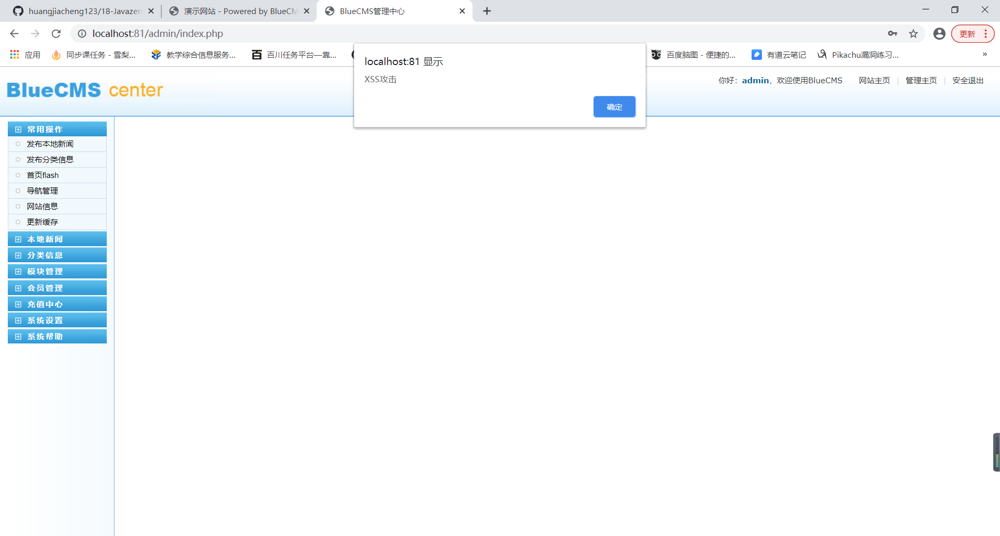 huangjiacheng123/18-Javazer
演示网站 - Powered by BlueCM
BlueCMS管理中心
localhost:81/admin/index.php
更新
应用
同步课任务 - 雪梨...
教学综合信息服务...
百川任务平台—靠...
百度脑图 - 便捷的...
有道云笔记
Pikachu漏洞练习...
»
localhost:81 显示
XSS攻击
确定
BlueCMS center
你好：admin，欢迎使用BlueCMS
网站主页
管理主页
安全退出
常用操作
发布本地新闻
发布分类信息
首页flash
导航管理
网站信息
更新缓存
本地新闻
分类信息
模块管理
会员管理
充值中心
系统设置
系统帮助